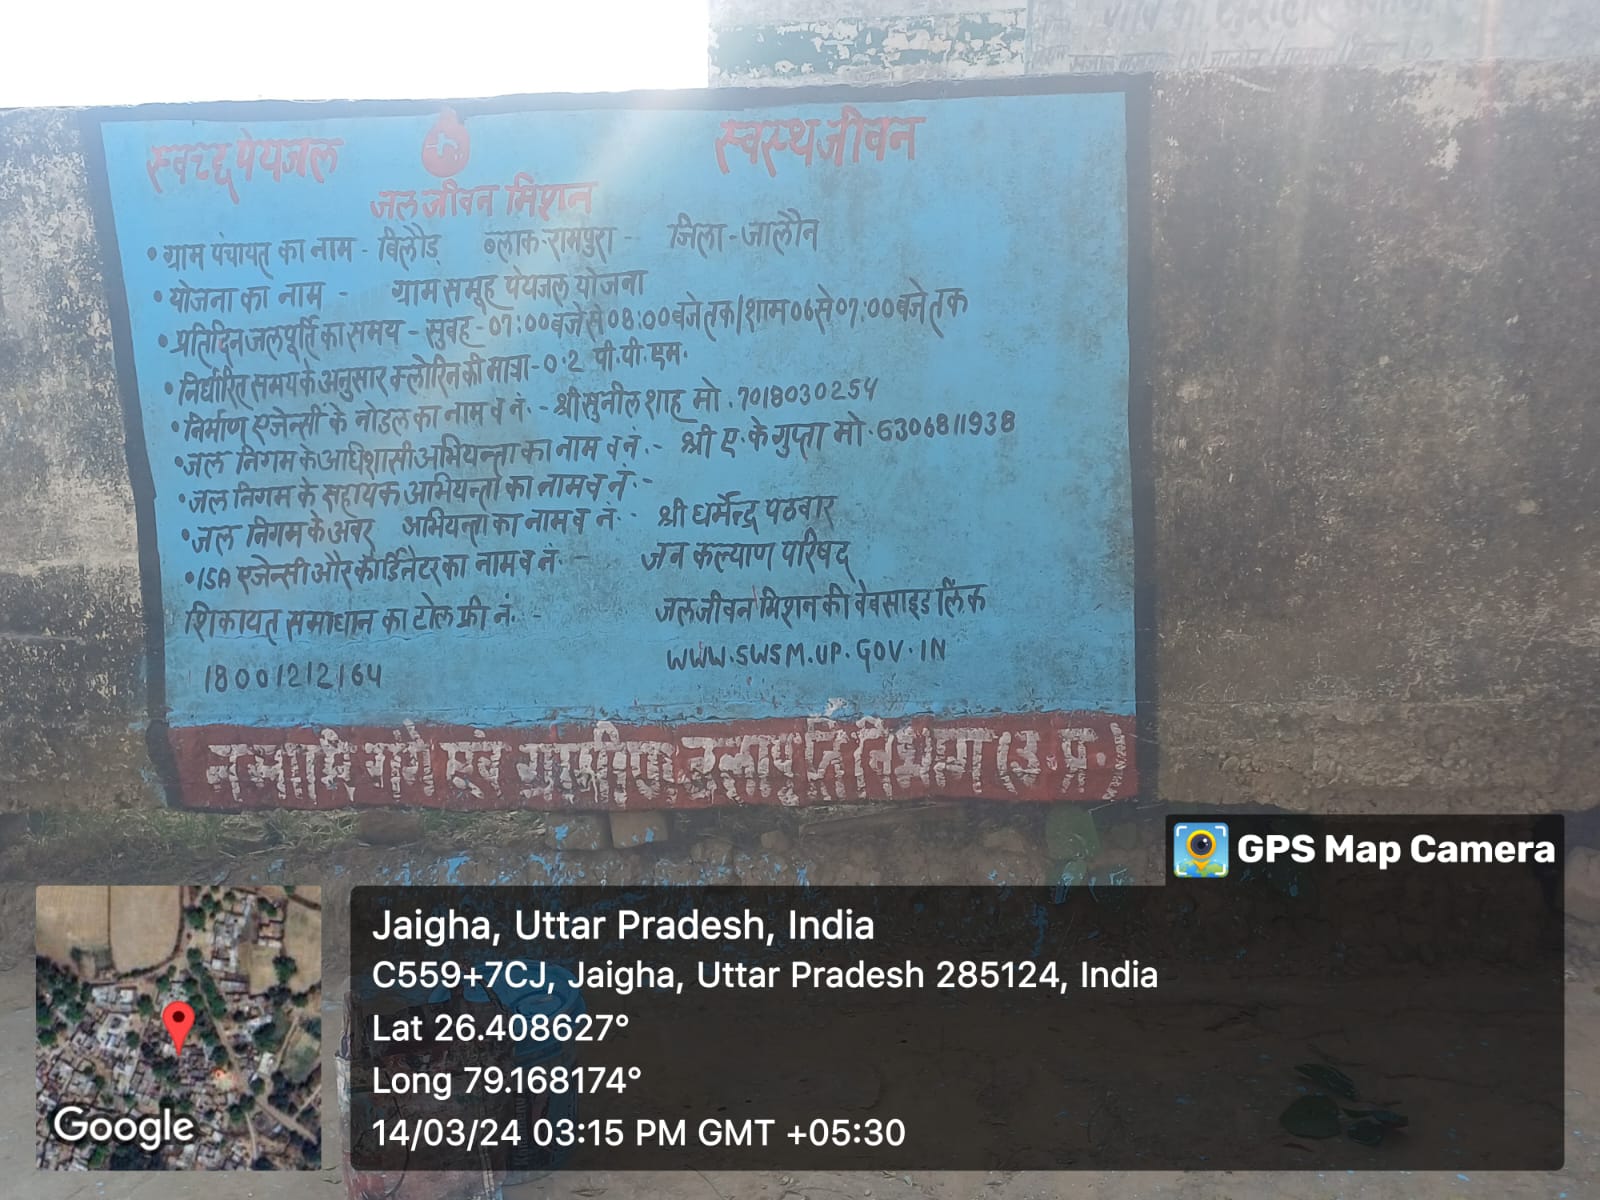 स्वच्छ पेयजल
स्वस्थ जीवन
जल जीवन मिशन
• ग्राम पंचायत का नाम - बिलौड़ ब्लाक-रामपुरा - जिला-जालौन
• योजना का नाम - ग्राम समूह पेयजल योजना
• प्रतिदिन जलपूर्ति का समय - सुबह - 07:00 बजे से 08:00 बजे तक/शाम 06 से 07:00 बजे तक
• निर्धारित समय के अनुसार क्लोरिन की मात्रा - 0.2 पी.पी.एम.
• निर्माण एजेन्सी के नोडल का नाम व नं. - श्री सुनील शाह मो. 7018030254
• जल निगम के अधिशासी अभियन्ता का नाम व नं. - श्री ए. के गुप्ता मो. 6306811938
• जल निगम के सहायक अभियन्ता का नाम व नं. -
• जल निगम के अवर अभियन्ता का नाम व नं. - श्री धर्मेन्द्र पठवार
• ISA एजेन्सी और कोर्डिनेटर का नाम व नं. - जन कल्याण परिषद
शिकायत समाधान का टोल फ्री नं. - जल जीवन मिशन की वेबसाइड लिंक
18001212164 WWW.SWSM.UP.GOV.IN
नमामि गंगे एवं ग्रामीण जलापूर्ति विभाग (उ.प्र.)
GPS Map Camera
Jaigha, Uttar Pradesh, India
C559+7CJ, Jaigha, Uttar Pradesh 285124, India
Lat 26.408627°
Long 79.168174°
14/03/24 03:15 PM GMT +05:30
Google